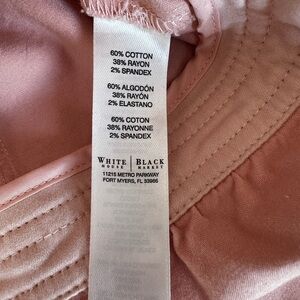 60% COTTON
38% RAYON
2% SPANDEX
60% ALGODÓN
38% RAYÓN
2% ELASTANO
60% COTON
38% RAYONNE
2% SPANDEX
WHITE | BLACK
HOUSE | MARKET
11215 METRO PARKWAY
FORT MYERS, FL 33966